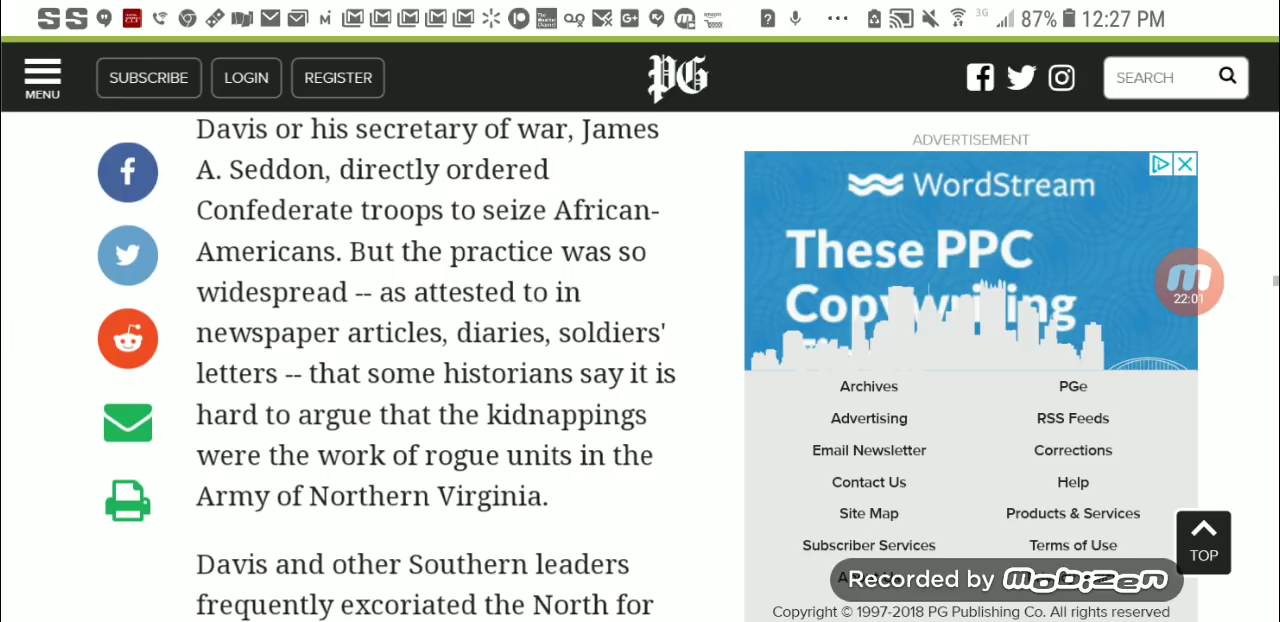 3G 87% 12:27 PM
MENU
SUBSCRIBE
LOGIN
REGISTER
PG
SEARCH
Davis or his secretary of war, James
A. Seddon, directly ordered
Confederate troops to seize African-
Americans. But the practice was so
widespread -- as attested to in
newspaper articles, diaries, soldiers'
letters -- that some historians say it is
hard to argue that the kidnappings
were the work of rogue units in the
Army of Northern Virginia.
Davis and other Southern leaders
frequently excoriated the North for
ADVERTISEMENT
WordStream
These PPC
Copywriting
22:01
Archives PGe
Advertising RSS Feeds
Email Newsletter Corrections
Contact Us Help
Site Map Products & Services
Subscriber Services Terms of Use
TOP
Recorded by mobizen
Copyright © 1997-2018 PG Publishing Co. All rights reserved